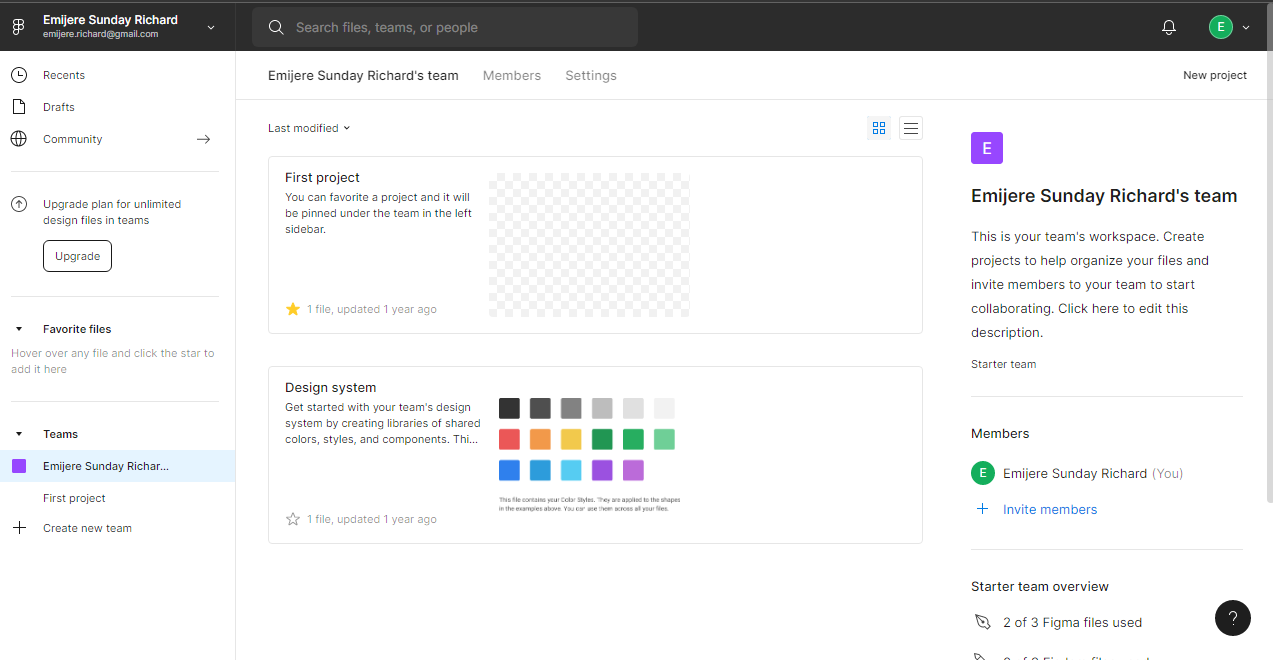 Emijere Sunday Richard
emijere.richard@gmail.com
Search files, teams, or people
E
Recents
Drafts
Community
Upgrade plan for unlimited
design files in teams
Upgrade
Favorite files
Hover over any file and click the star to
add it here
Teams
Emijere Sunday Richar...
First project
Create new team
Emijere Sunday Richard's team
Members
Settings
New project
Last modified
First project
You can favorite a project and it will
be pinned under the team in the left
sidebar.
1 file, updated 1 year ago
Design system
Get started with your team's design
system by creating libraries of shared
colors, styles, and components. Thi...
This file contains your Color Styles. They are applied to the shapes
in the examples above. You can use them across all your files.
1 file, updated 1 year ago
E
Emijere Sunday Richard's team
This is your team's workspace. Create
projects to help organize your files and
invite members to your team to start
collaborating. Click here to edit this
description.
Starter team
Members
E
Emijere Sunday Richard (You)
Invite members
Starter team overview
2 of 3 Figma files used
?